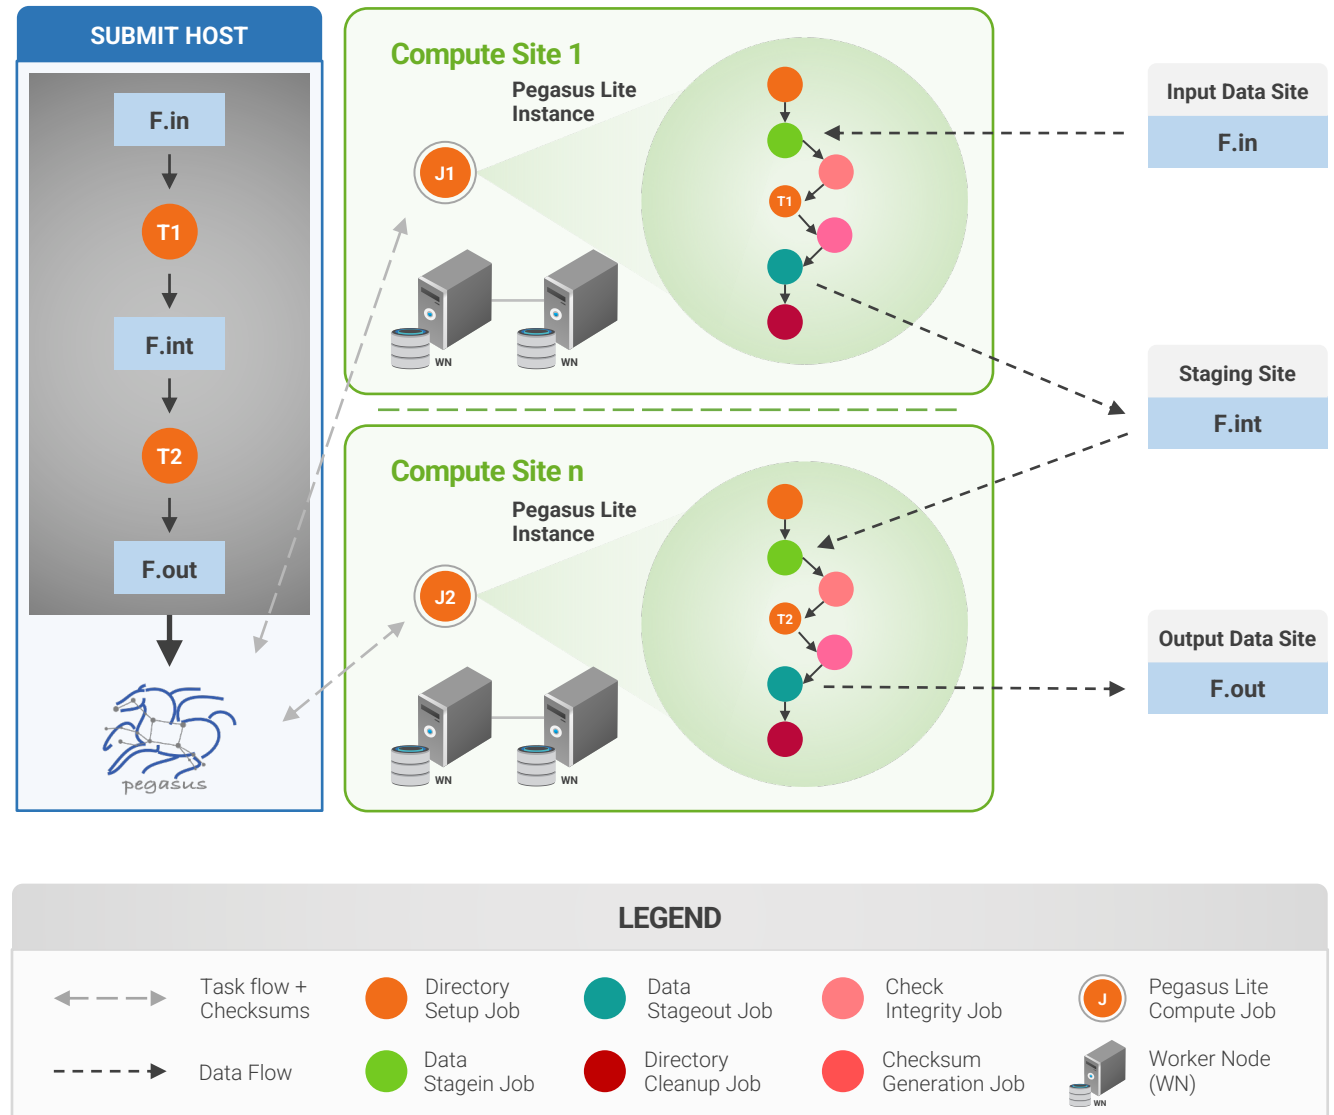 SUBMIT HOST
F.in
T1
F.int
T2
F.out
pegasus
Compute Site 1
Pegasus Lite
Instance
J1
T1
WN
WN
Compute Site n
Pegasus Lite
Instance
J2
T2
WN
WN
Input Data Site
F.in
Staging Site
F.int
Output Data Site
F.out
LEGEND
Task flow +
Checksums
Directory
Setup Job
Data
Stageout Job
Check
Integrity Job
J
Pegasus Lite
Compute Job
Data Flow
Data
Stagein Job
Directory
Cleanup Job
Checksum
Generation Job
WN
Worker Node
(WN)